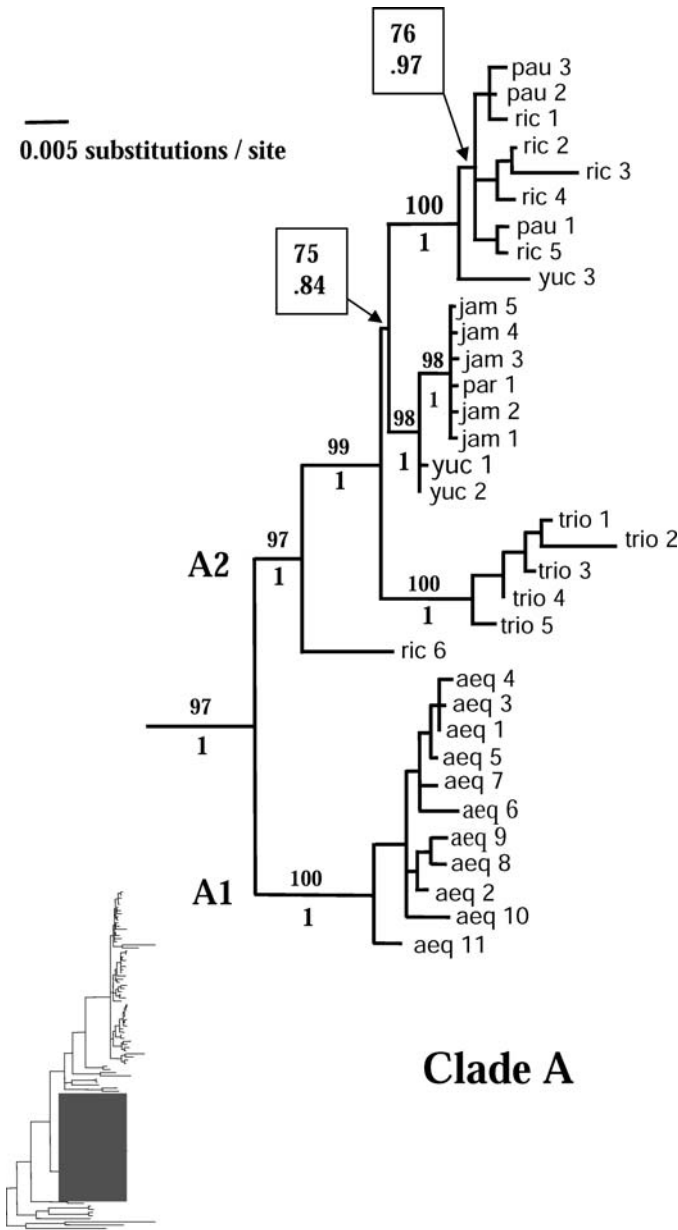 76
.97
0.005 substitutions / site
pau 3
pau 2
ric 1
ric 2
ric 3
ric 4
100
1
pau 1
ric 5
75
.84
yuc 3
jam 5
jam 4
jam 3
98
1
par 1
jam 2
98
1
jam 1
yuc 1
yuc 2
99
1
trio 1
trio 2
trio 3
trio 4
trio 5
100
1
97
A2
1
ric 6
aeq 4
aeq 3
aeq 1
aeq 5
aeq 7
aeq 6
97
1
aeq 9
aeq 8
aeq 2
aeq 10
aeq 11
100
A1
1
Clade A